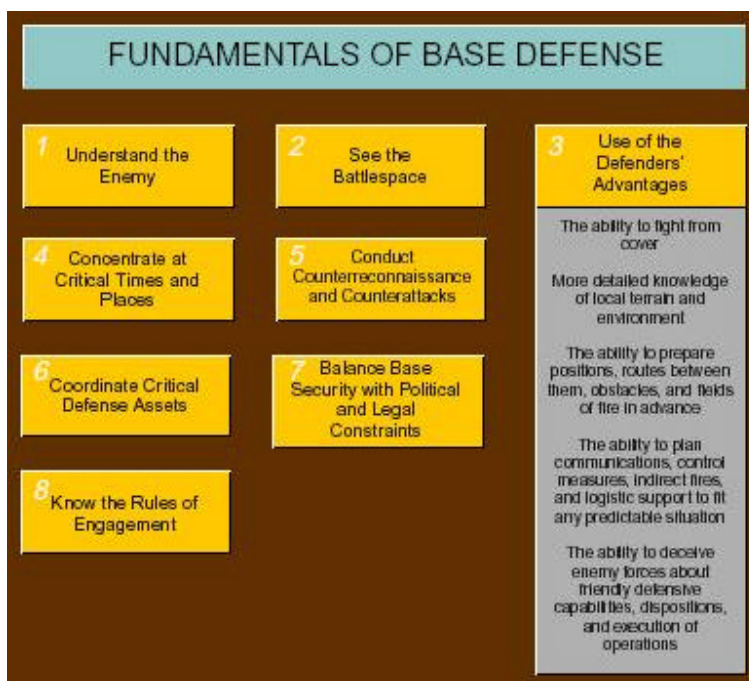 FUNDAMENTALS OF BASE DEFENSE
1
Understand the
Enemy
2
See the
Battlespace
3
Use of the
Defenders'
Advantages
The ability to fight from
cover
More detailed knowledge
of local terrain and
environment
The ability to prepare
positions, routes between
them, obstacles, and fields
of fire in advance
The ability to plan
communications, control
measures, indirect fires,
and logistic support to fit
any predictable situation
The ability to deceive
enemy forces about
friendly defensive
capabilities, dispositions,
and execution of
operations
4
Concentrate at
Critical Times and
Places
5
Conduct
Counterreconnaissance
and Counterattacks
6
Coordinate Critical
Defense Assets
7
Balance Base
Security with Political
and Legal
Constraints
8
Know the Rules of
Engagement